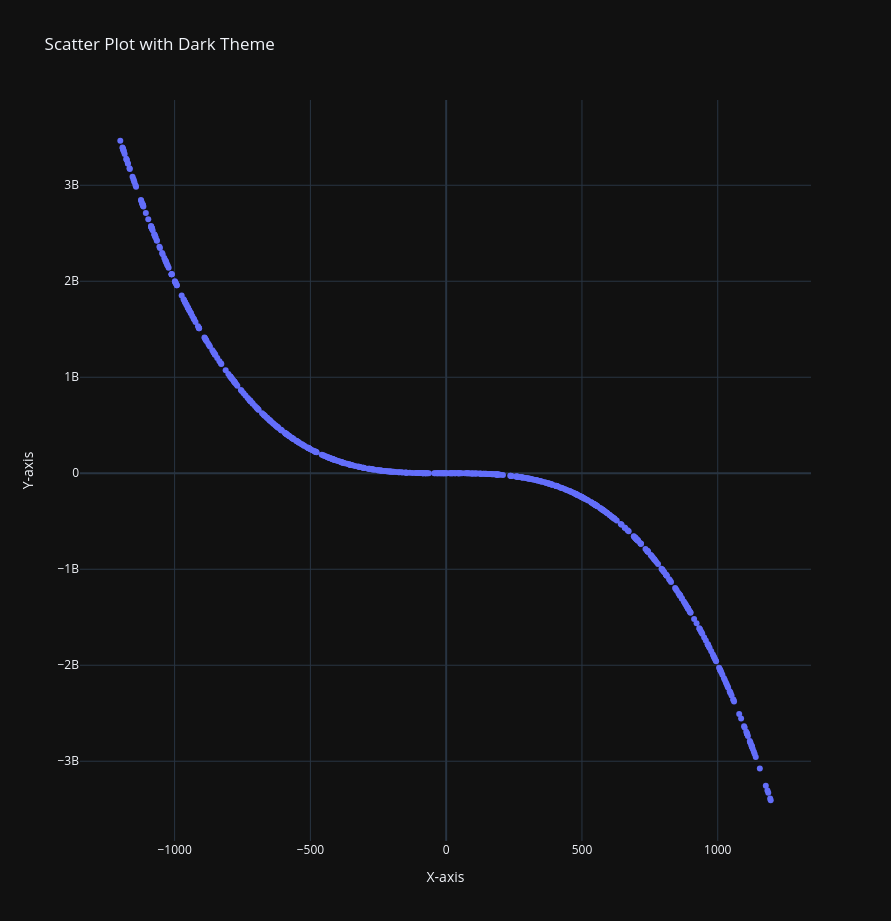 Scatter Plot with Dark Theme
3B
2B
1B
0
−1B
−2B
−3B
Y-axis
−1000
−500
0
500
1000
X-axis